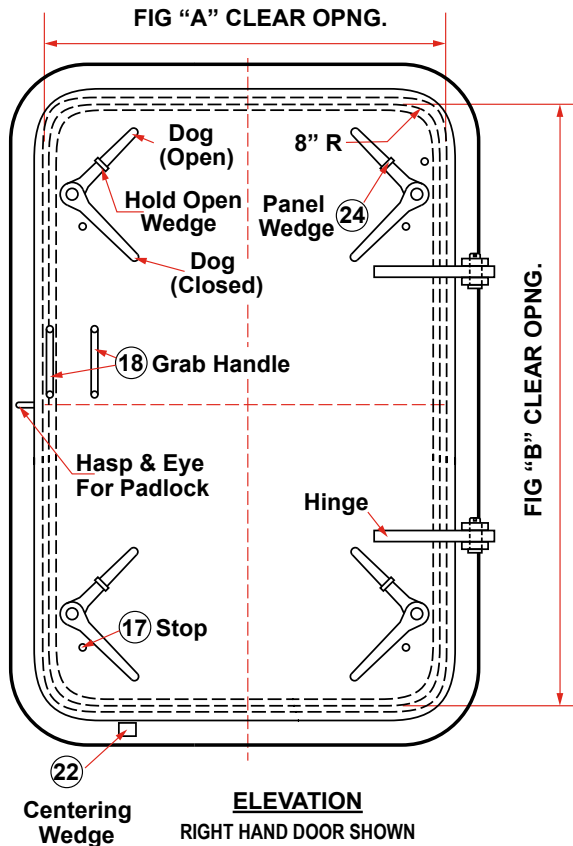 FIG “A” CLEAR OPNG.
Dog
(Open)
8” R
Hold Open
Wedge
Panel
Wedge
24
Dog
(Closed)
FIG “B” CLEAR OPNG.
18 Grab Handle
Hasp & Eye
For Padlock
Hinge
17 Stop
22
Centering
Wedge
ELEVATION
RIGHT HAND DOOR SHOWN